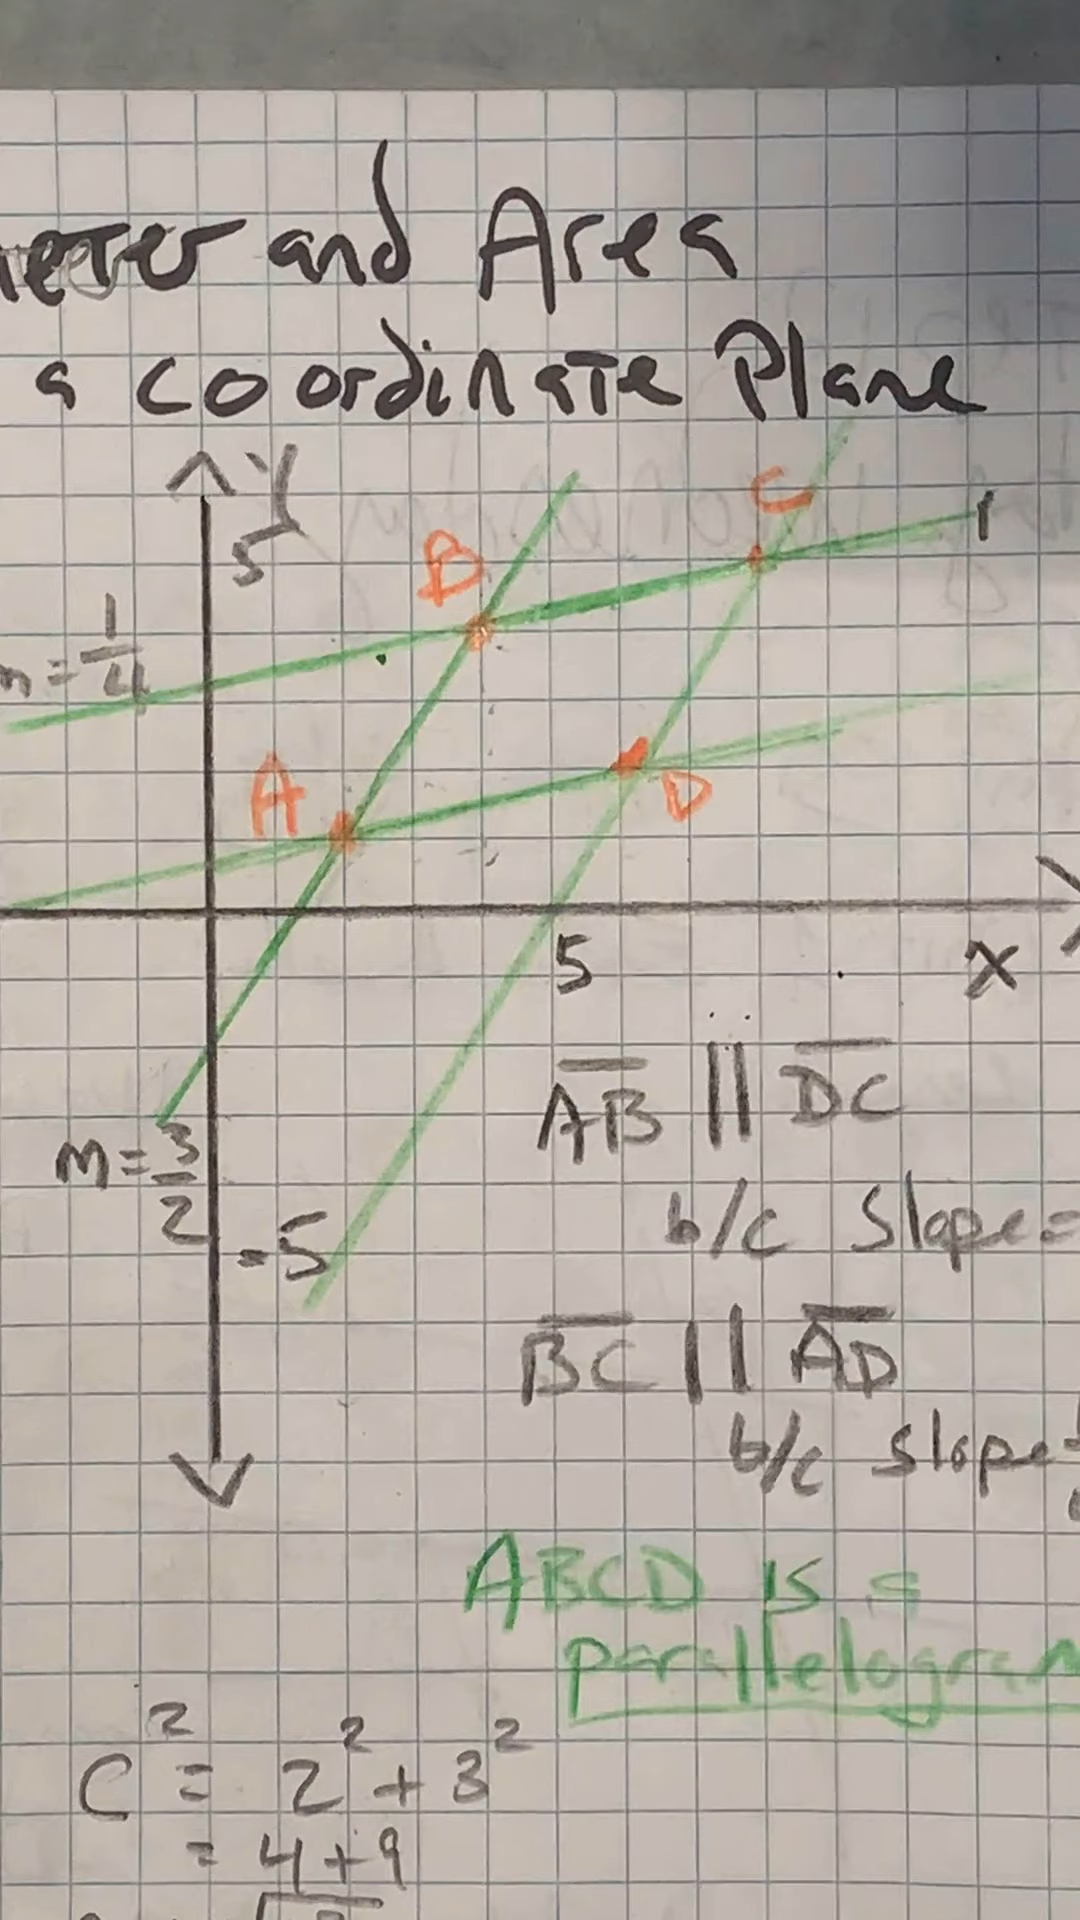 and Area
a coordinate Plane
y
5
C
B
1
4
A
D
5
x
AB || DC
m = 3
2
b/c Slope =
-5
BC || AD
b/c slope
ABCD is a
C² = 2² + 3²
= 4 + 9